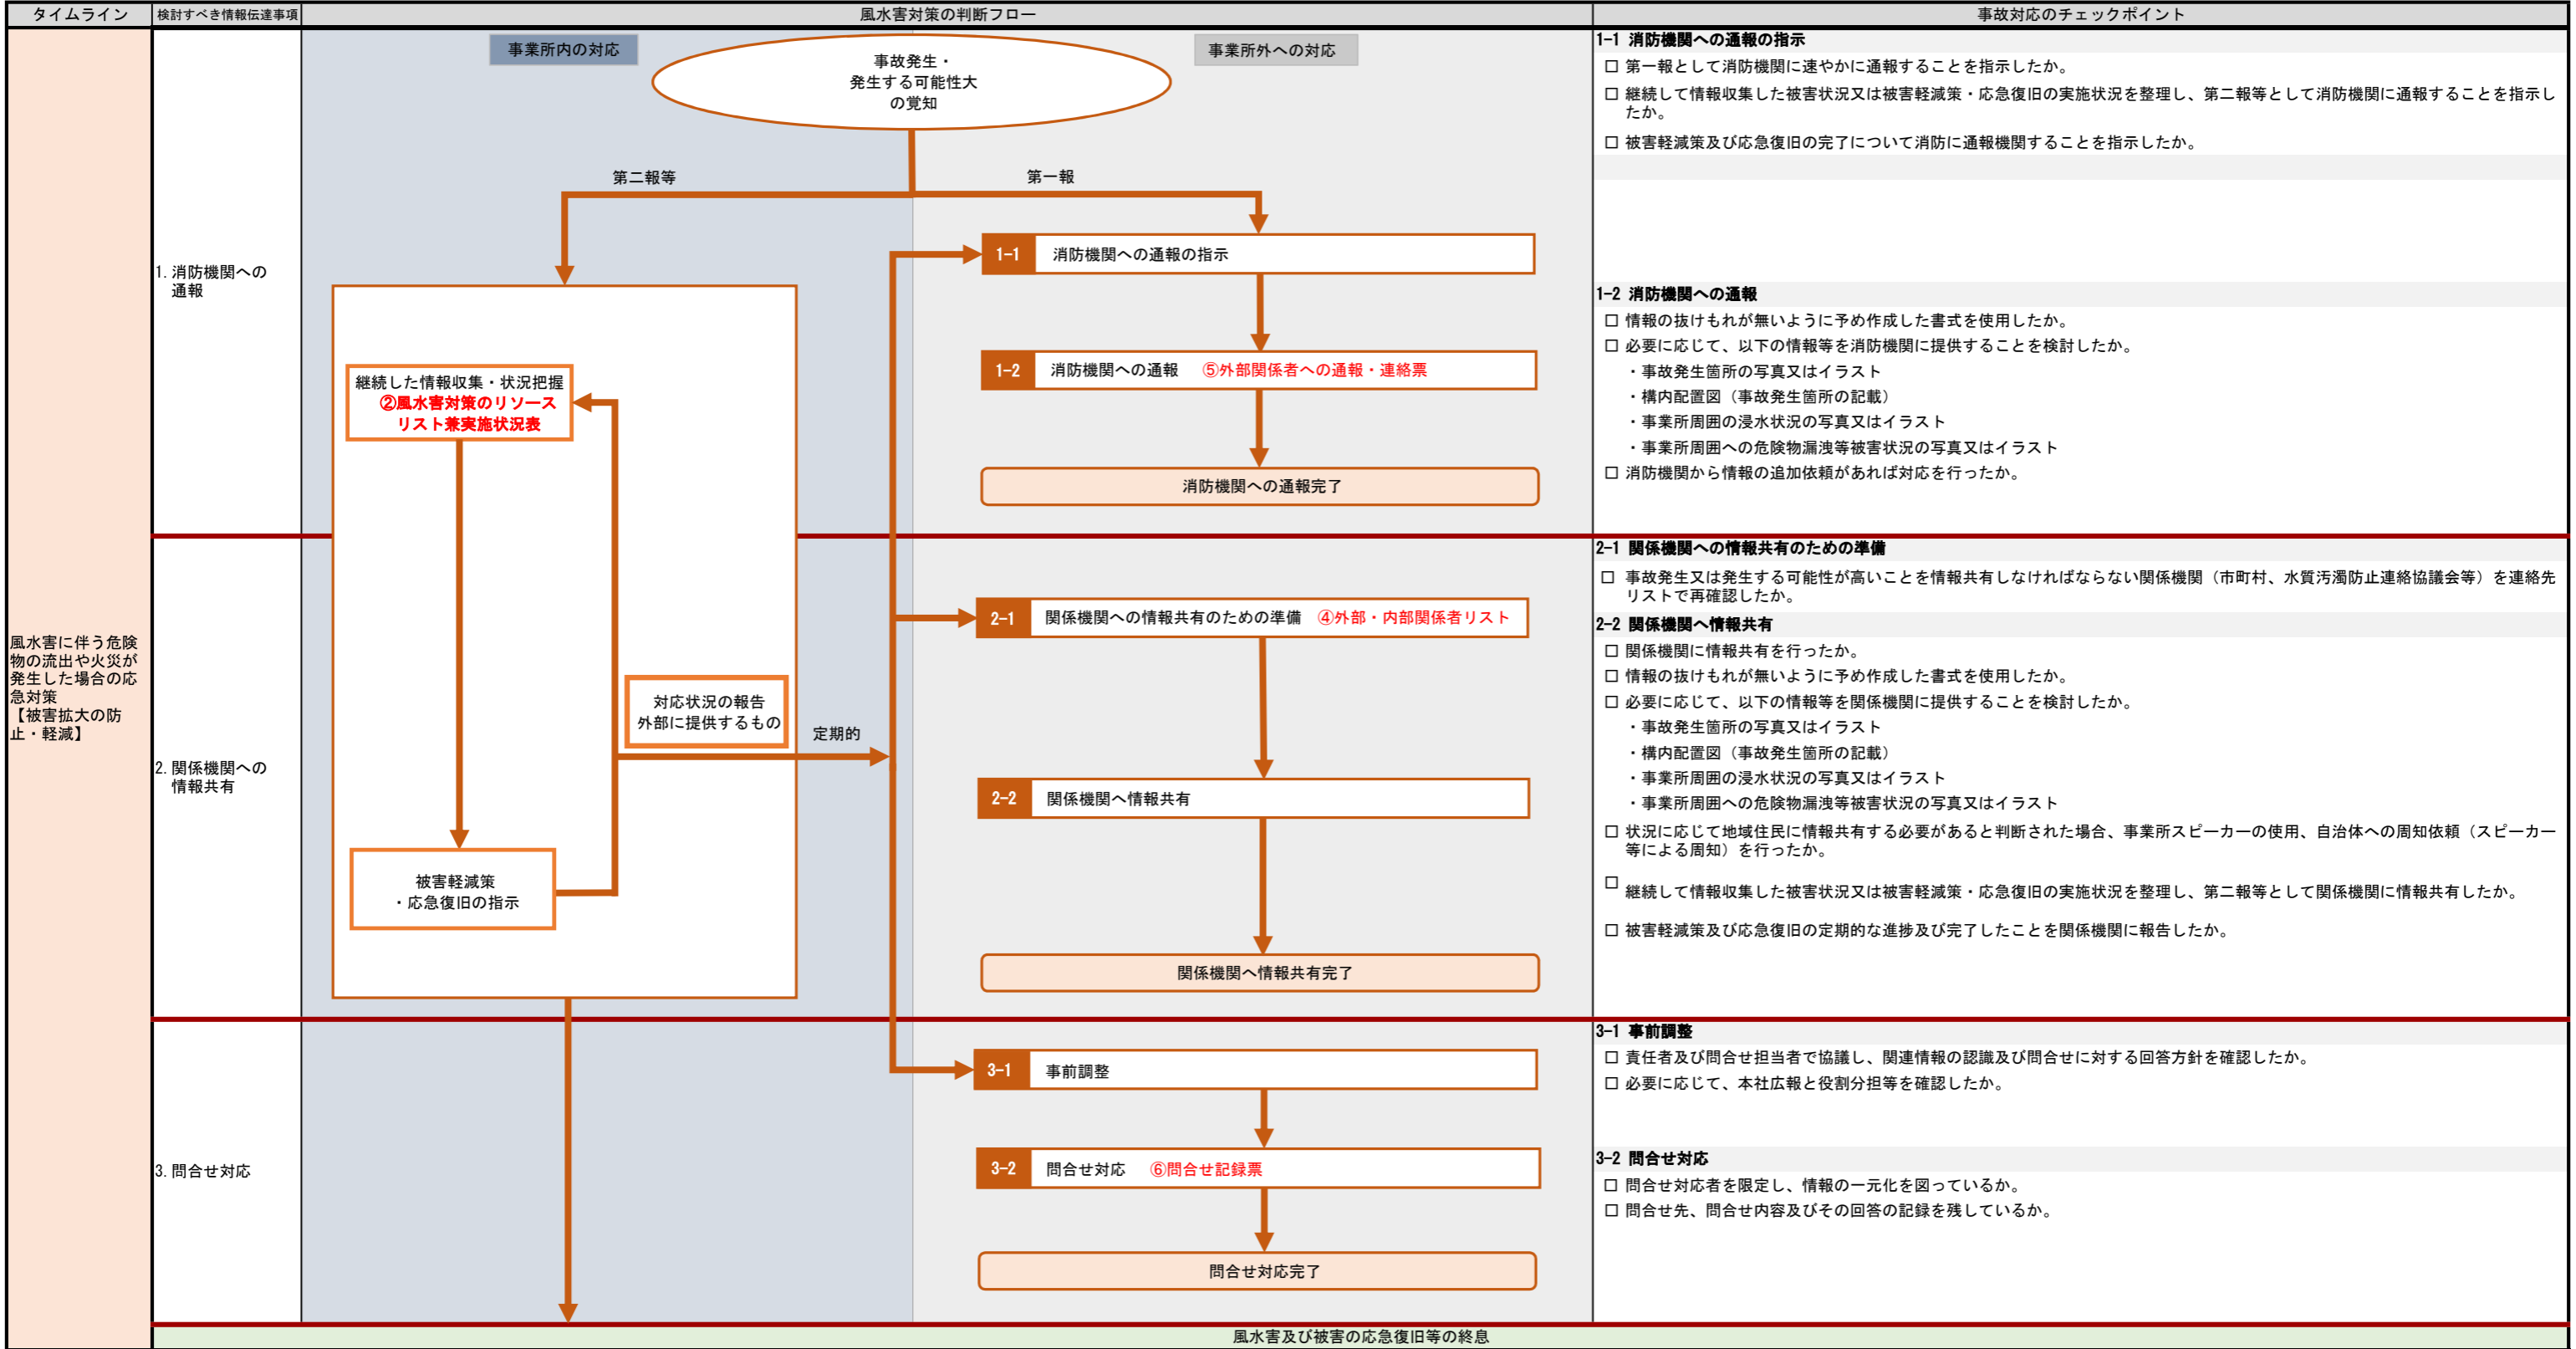 タイムライン
検討すべき情報伝達事項
風水害対策の判断フロー
事故対応のチェックポイント
風水害に伴う危険
物の流出や火災が
発生した場合の応
急対策
【被害拡大の防
止・軽減】
1. 消防機関への
通報
2. 関係機関への
情報共有
3. 問合せ対応
事業所内の対応
事業所外への対応
事故発生・
発生する可能性大
の覚知
第二報等
第一報
継続した情報収集・状況把握
②風水害対策のリソース
リスト兼実施状況表
対応状況の報告
外部に提供するもの
定期的
被害軽減策
・応急復旧の指示
1-1 消防機関への通報の指示
1-2 消防機関への通報 ⑤外部関係者への通報・連絡票
消防機関への通報完了
2-1 関係機関への情報共有のための準備 ④外部・内部関係者リスト
2-2 関係機関へ情報共有
関係機関へ情報共有完了
3-1 事前調整
3-2 問合せ対応 ⑥問合せ記録票
問合せ対応完了
1-1 消防機関への通報の指示
□ 第一報として消防機関に速やかに通報することを指示したか。
□ 継続して情報収集した被害状況又は被害軽減策・応急復旧の実施状況を整理し、第二報等として消防機関に通報することを指示し
たか。
□ 被害軽減策及び応急復旧の完了について消防に通報機関することを指示したか。
1-2 消防機関への通報
□ 情報の抜けもれが無いように予め作成した書式を使用したか。
□ 必要に応じて、以下の情報等を消防機関に提供することを検討したか。
・事故発生箇所の写真又はイラスト
・構内配置図（事故発生箇所の記載）
・事業所周囲の浸水状況の写真又はイラスト
・事業所周囲への危険物漏洩等被害状況の写真又はイラスト
□ 消防機関から情報の追加依頼があれば対応を行ったか。
2-1 関係機関への情報共有のための準備
□ 事故発生又は発生する可能性が高いことを情報共有しなければならない関係機関（市町村、水質汚濁防止連絡協議会等）を連絡先
リストで再確認したか。
2-2 関係機関へ情報共有
□ 関係機関に情報共有を行ったか。
□ 情報の抜けもれが無いように予め作成した書式を使用したか。
□ 必要に応じて、以下の情報等を関係機関に提供することを検討したか。
・事故発生箇所の写真又はイラスト
・構内配置図（事故発生箇所の記載）
・事業所周囲の浸水状況の写真又はイラスト
・事業所周囲への危険物漏洩等被害状況の写真又はイラスト
□ 状況に応じて地域住民に情報共有する必要があると判断された場合、事業所スピーカーの使用、自治体への周知依頼（スピーカー
等による周知）を行ったか。
□ 継続して情報収集した被害状況又は被害軽減策・応急復旧の実施状況を整理し、第二報等として関係機関に情報共有したか。
□ 被害軽減策及び応急復旧の定期的な進捗及び完了したことを関係機関に報告したか。
3-1 事前調整
□ 責任者及び問合せ担当者で協議し、関連情報の認識及び問合せに対する回答方針を確認したか。
□ 必要に応じて、本社広報と役割分担等を確認したか。
3-2 問合せ対応
□ 問合せ対応者を限定し、情報の一元化を図っているか。
□ 問合せ先、問合せ内容及びその回答の記録を残しているか。
風水害及び被害の応急復旧等の終息